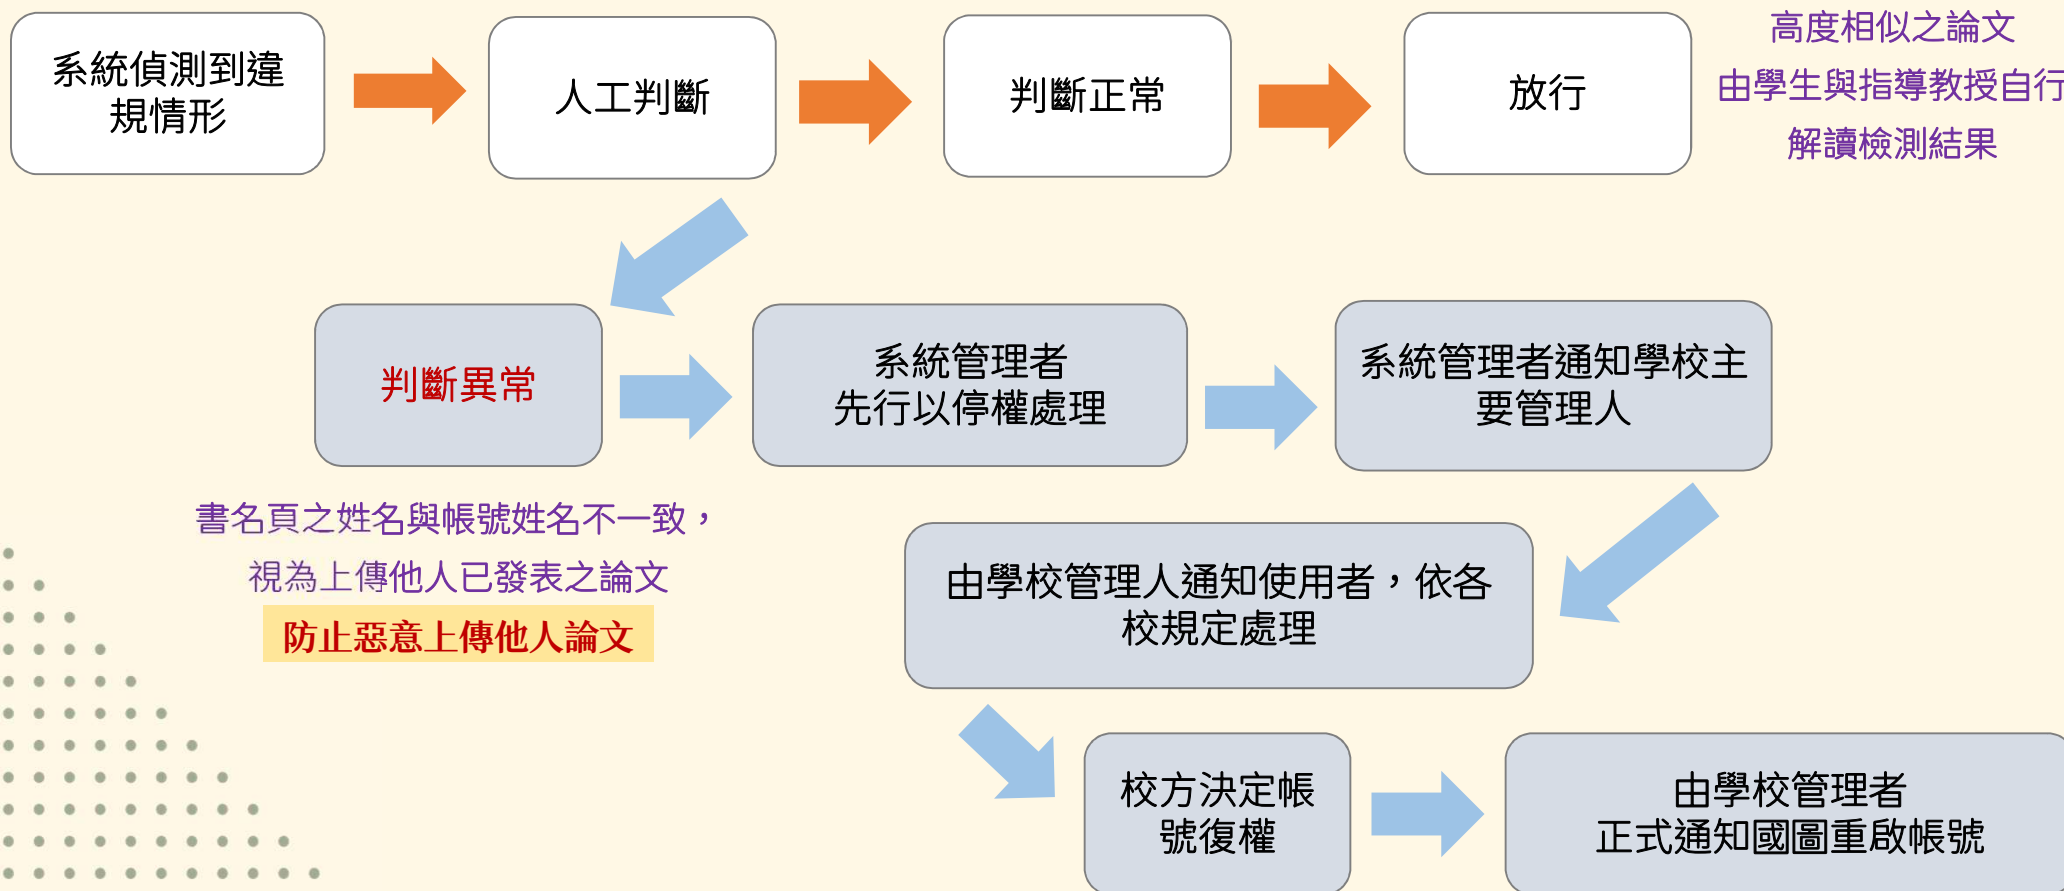 系統偵測到違
規情形
人工判斷
判斷正常
放行
高度相似之論文
由學生與指導教授自行
解讀檢測結果
判斷異常
系統管理者
先行以停權處理
系統管理者通知學校主
要管理人
書名頁之姓名與帳號姓名不一致，
視為上傳他人已發表之論文
防止惡意上傳他人論文
由學校管理人通知使用者，依各
校規定處理
校方決定帳
號復權
由學校管理者
正式通知國圖重啟帳號